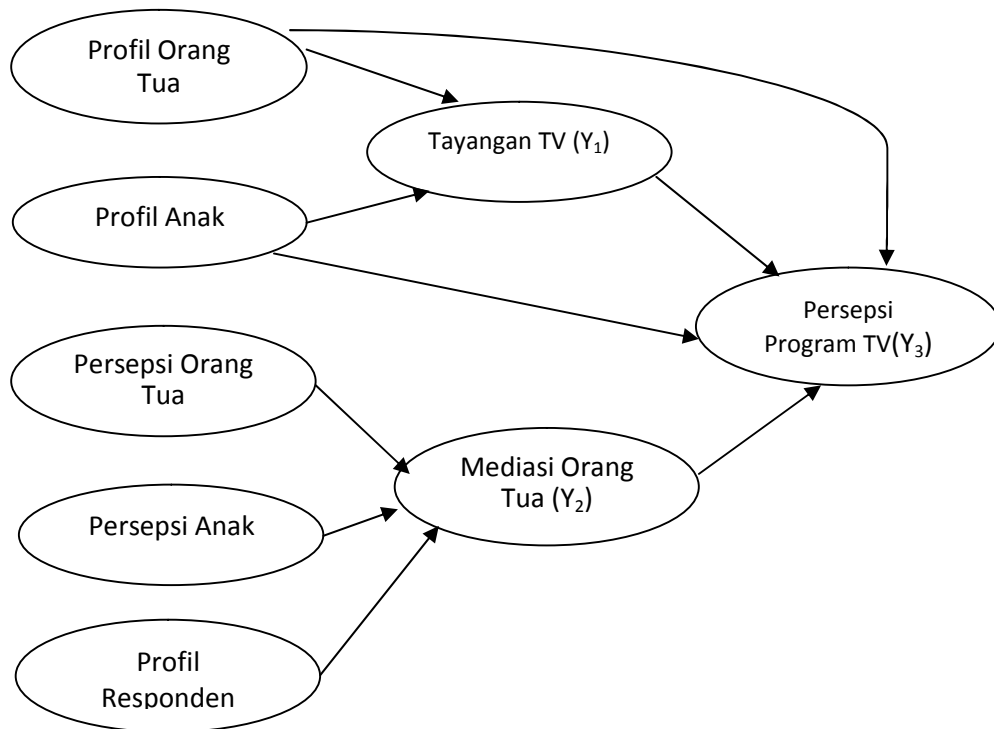 Profil Orang
Tua
Tayangan TV (Y₁)
Profil Anak
Persepsi
Program TV(Y₃)
Persepsi Orang
Tua
Mediasi Orang
Tua (Y₂)
Persepsi Anak
Profil
Responden